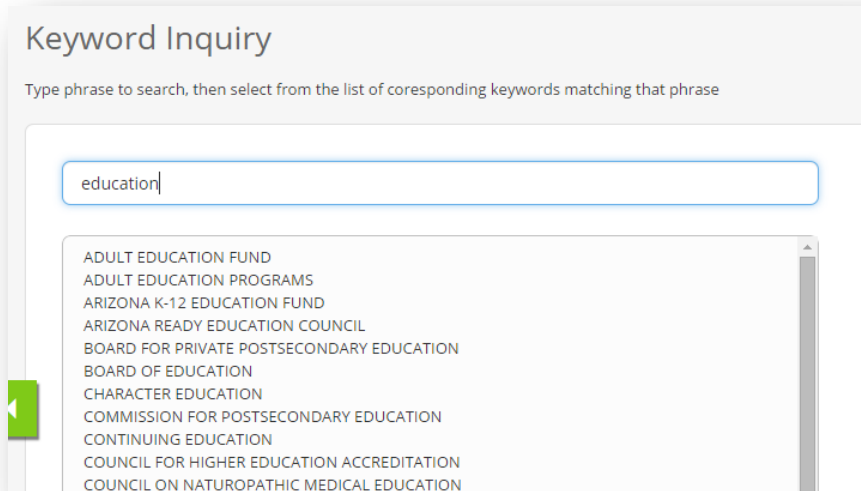 Keyword Inquiry
Type phrase to search, then select from the list of coresponding keywords matching that phrase
education
ADULT EDUCATION FUND
ADULT EDUCATION PROGRAMS
ARIZONA K-12 EDUCATION FUND
ARIZONA READY EDUCATION COUNCIL
BOARD FOR PRIVATE POSTSECONDARY EDUCATION
BOARD OF EDUCATION
CHARACTER EDUCATION
COMMISSION FOR POSTSECONDARY EDUCATION
CONTINUING EDUCATION
COUNCIL FOR HIGHER EDUCATION ACCREDITATION
COUNCIL ON NATUROPATHIC MEDICAL EDUCATION